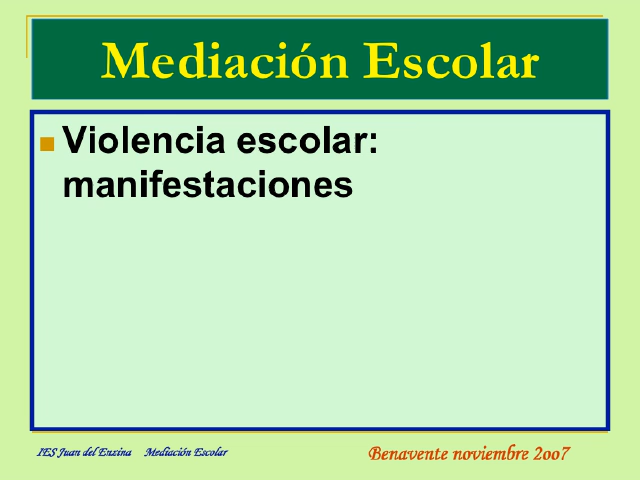 Mediación Escolar
Violencia escolar:
manifestaciones
IES Juan del Enzina Mediación Escolar
Benavente noviembre 2007